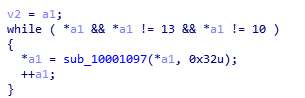 v2 = a1;
while ( *a1 && *a1 != 13 && *a1 != 10 )
{
*a1 = sub_10001097(*a1, 0x32u);
++a1;
}